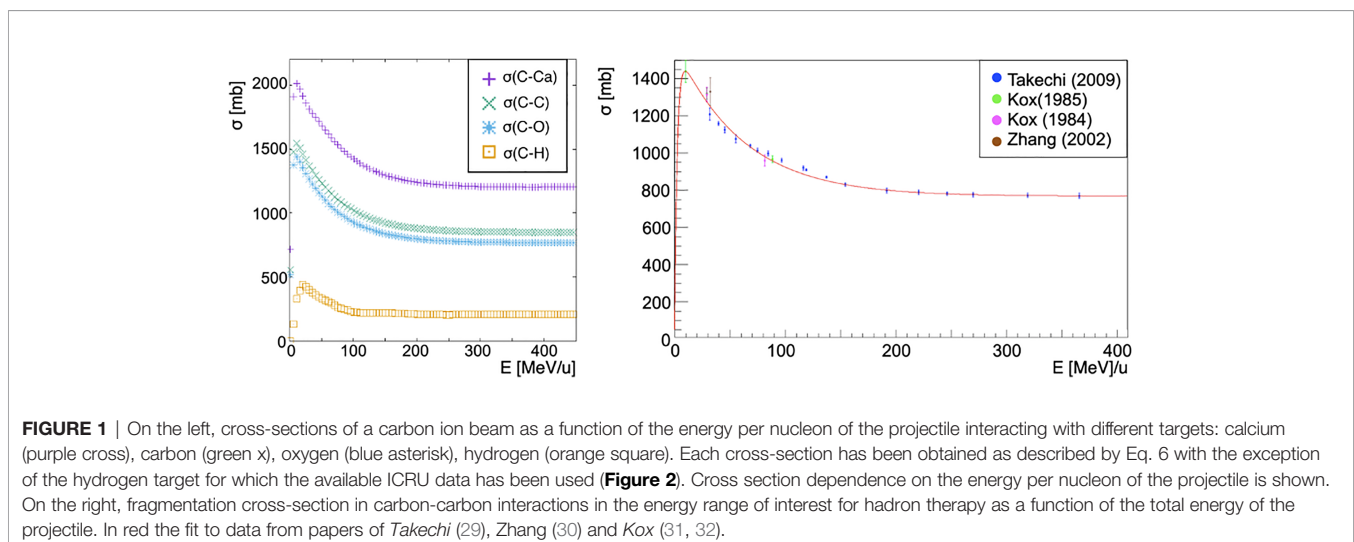 σ [mb]
2000
1500
1000
500
0
0
100
200
300
400
E [MeV/u]
+ σ(C-Ca)
× σ(C-C)
σ(C-O)
σ(C-H)
σ [mb]
1400
1200
1000
800
600
400
200
0
0
100
200
300
400
E [MeV]/u
Takechi (2009)
Kox(1985)
Kox (1984)
Zhang (2002)
FIGURE 1 | On the left, cross-sections of a carbon ion beam as a function of the energy per nucleon of the projectile interacting with different targets: calcium
(purple cross), carbon (green x), oxygen (blue asterisk), hydrogen (orange square). Each cross-section has been obtained as described by Eq. 6 with the exception
of the hydrogen target for which the available ICRU data has been used (Figure 2). Cross section dependence on the energy per nucleon of the projectile is shown.
On the right, fragmentation cross-section in carbon-carbon interactions in the energy range of interest for hadron therapy as a function of the total energy of the
projectile. In red the fit to data from papers of Takechi (29), Zhang (30) and Kox (31, 32).